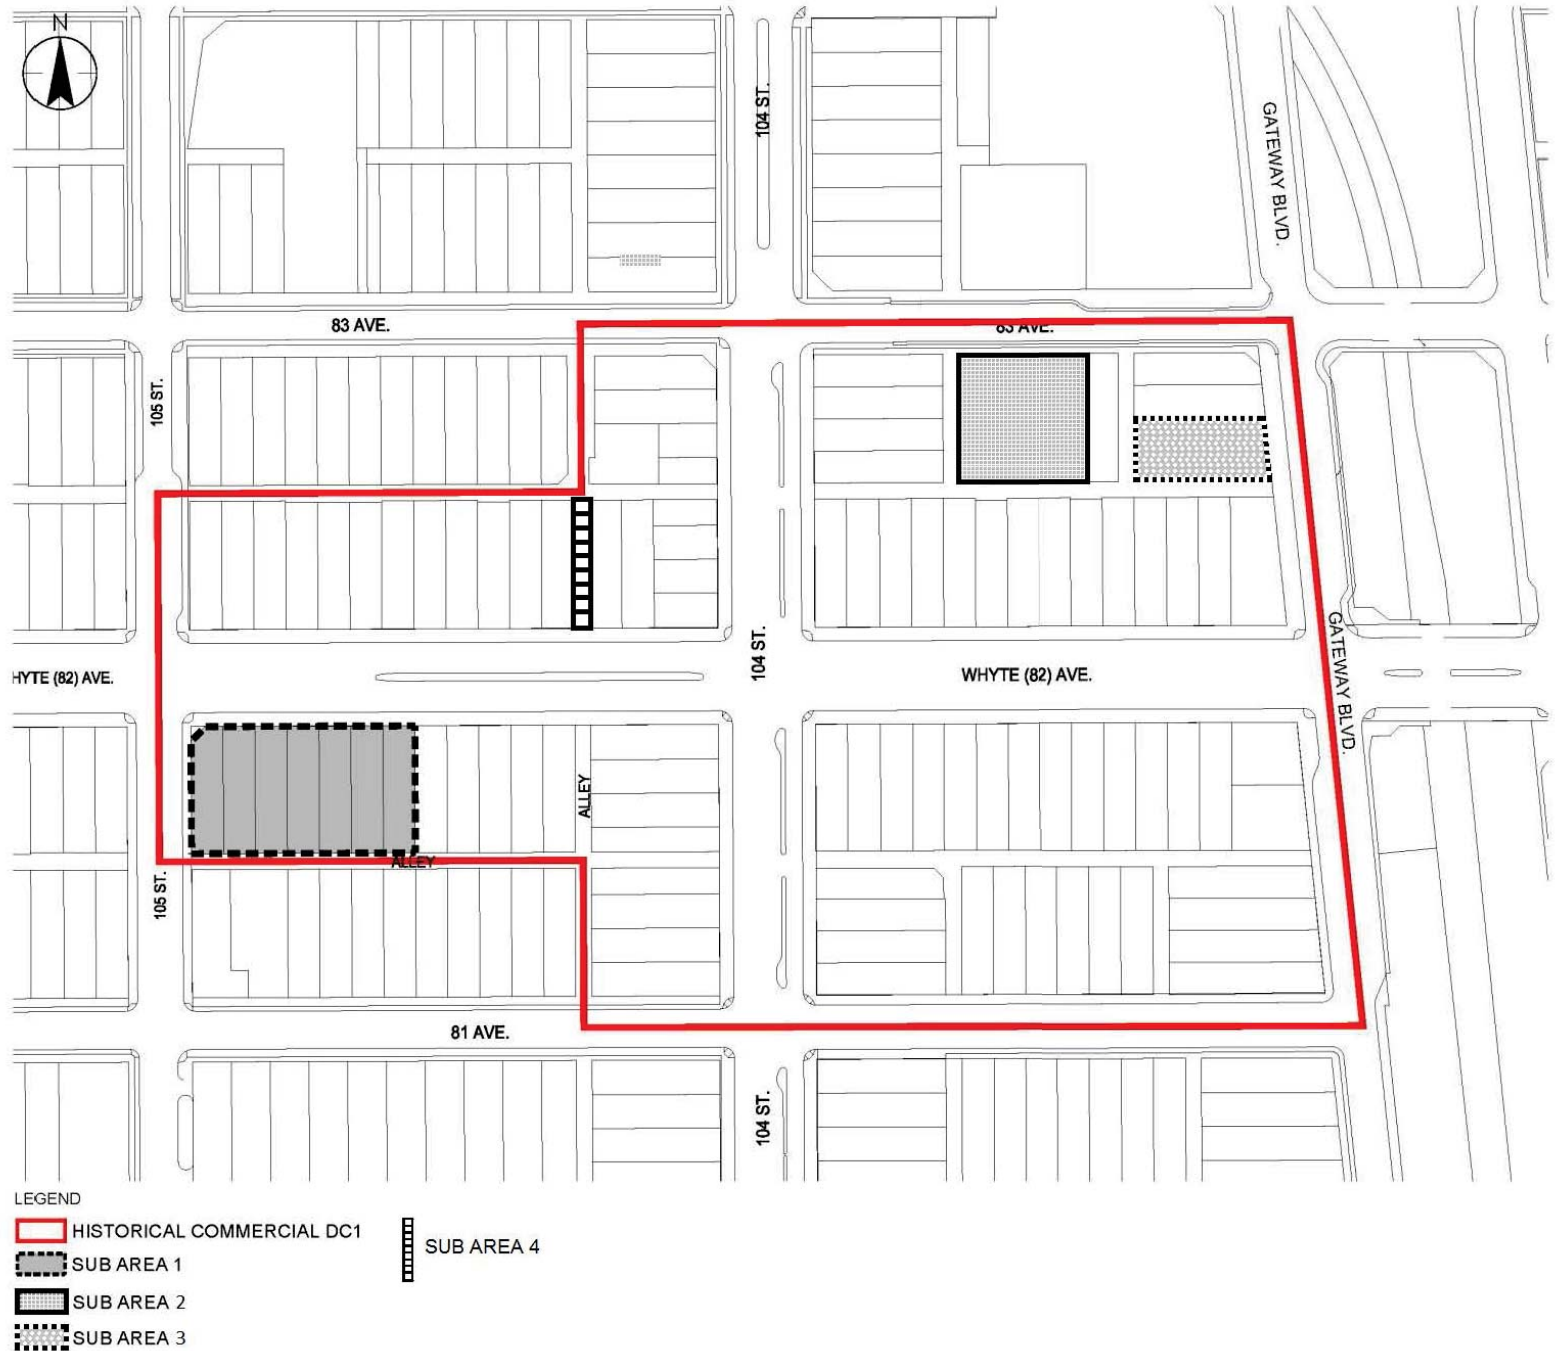 N
104 ST.
GATEWAY BLVD.
83 AVE.
83 AVE.
105 ST.
104 ST.
GATEWAY BLVD.
HYTE (82) AVE.
WHYTE (82) AVE.
ALLEY
ALLEY
105 ST.
81 AVE.
104 ST.
LEGEND
HISTORICAL COMMERCIAL DC1
SUB AREA 1
SUB AREA 2
SUB AREA 3
SUB AREA 4